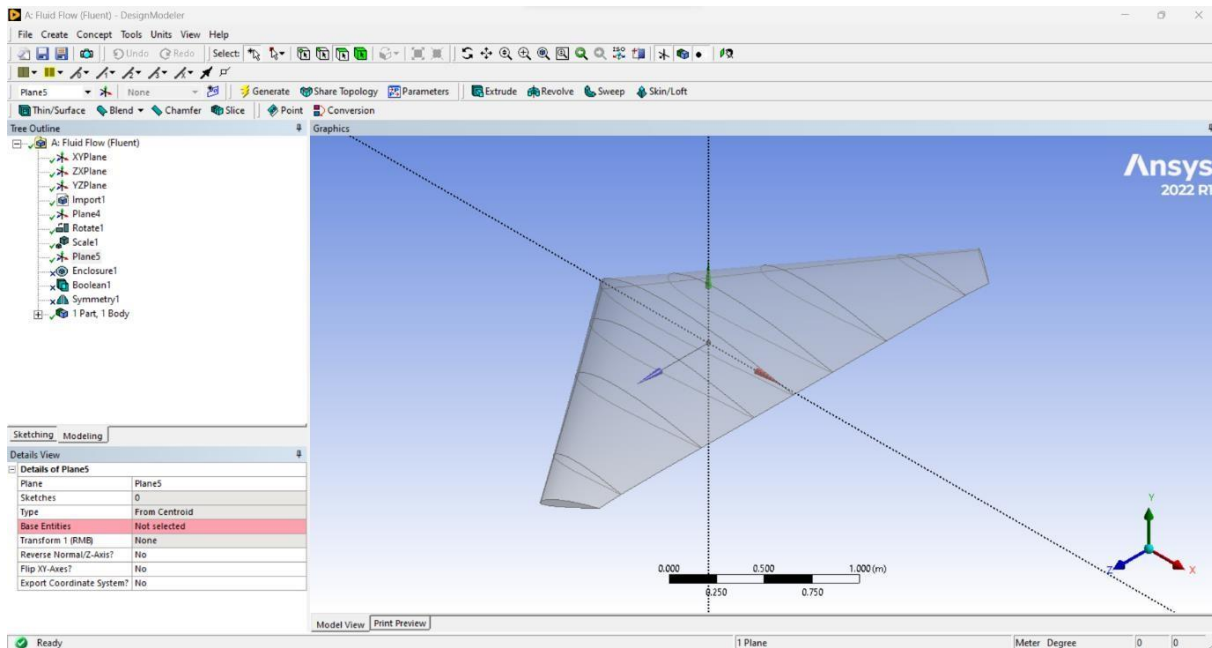 A: Fluid Flow (Fluent) - DesignModeler
File Create Concept Tools Units View Help
Undo Redo Select: ISO
Plane5 None Generate Share Topology Parameters Extrude Revolve Sweep Skin/Loft
Thin/Surface Blend Chamfer Slice Point Conversion
Tree Outline
A: Fluid Flow (Fluent)
XYPlane
ZXPlane
YZPlane
Import1
Plane4
Rotate1
Scale1
Plane5
Enclosure1
Boolean1
Symmetry1
1 Part, 1 Body
Sketching Modeling
Details View
Details of Plane5
Plane Plane5
Sketches 0
Type From Centroid
Base Entities Not selected
Transform 1 (RMB) None
Reverse Normal/Z-Axis? No
Flip XY-Axes? No
Export Coordinate System? No
Graphics
Ansys
2022 R1
0.000 0.500 1.000 (m)
0.250 0.750
Y
Z X
Model View Print Preview
Ready 1 Plane Meter Degree 0 0